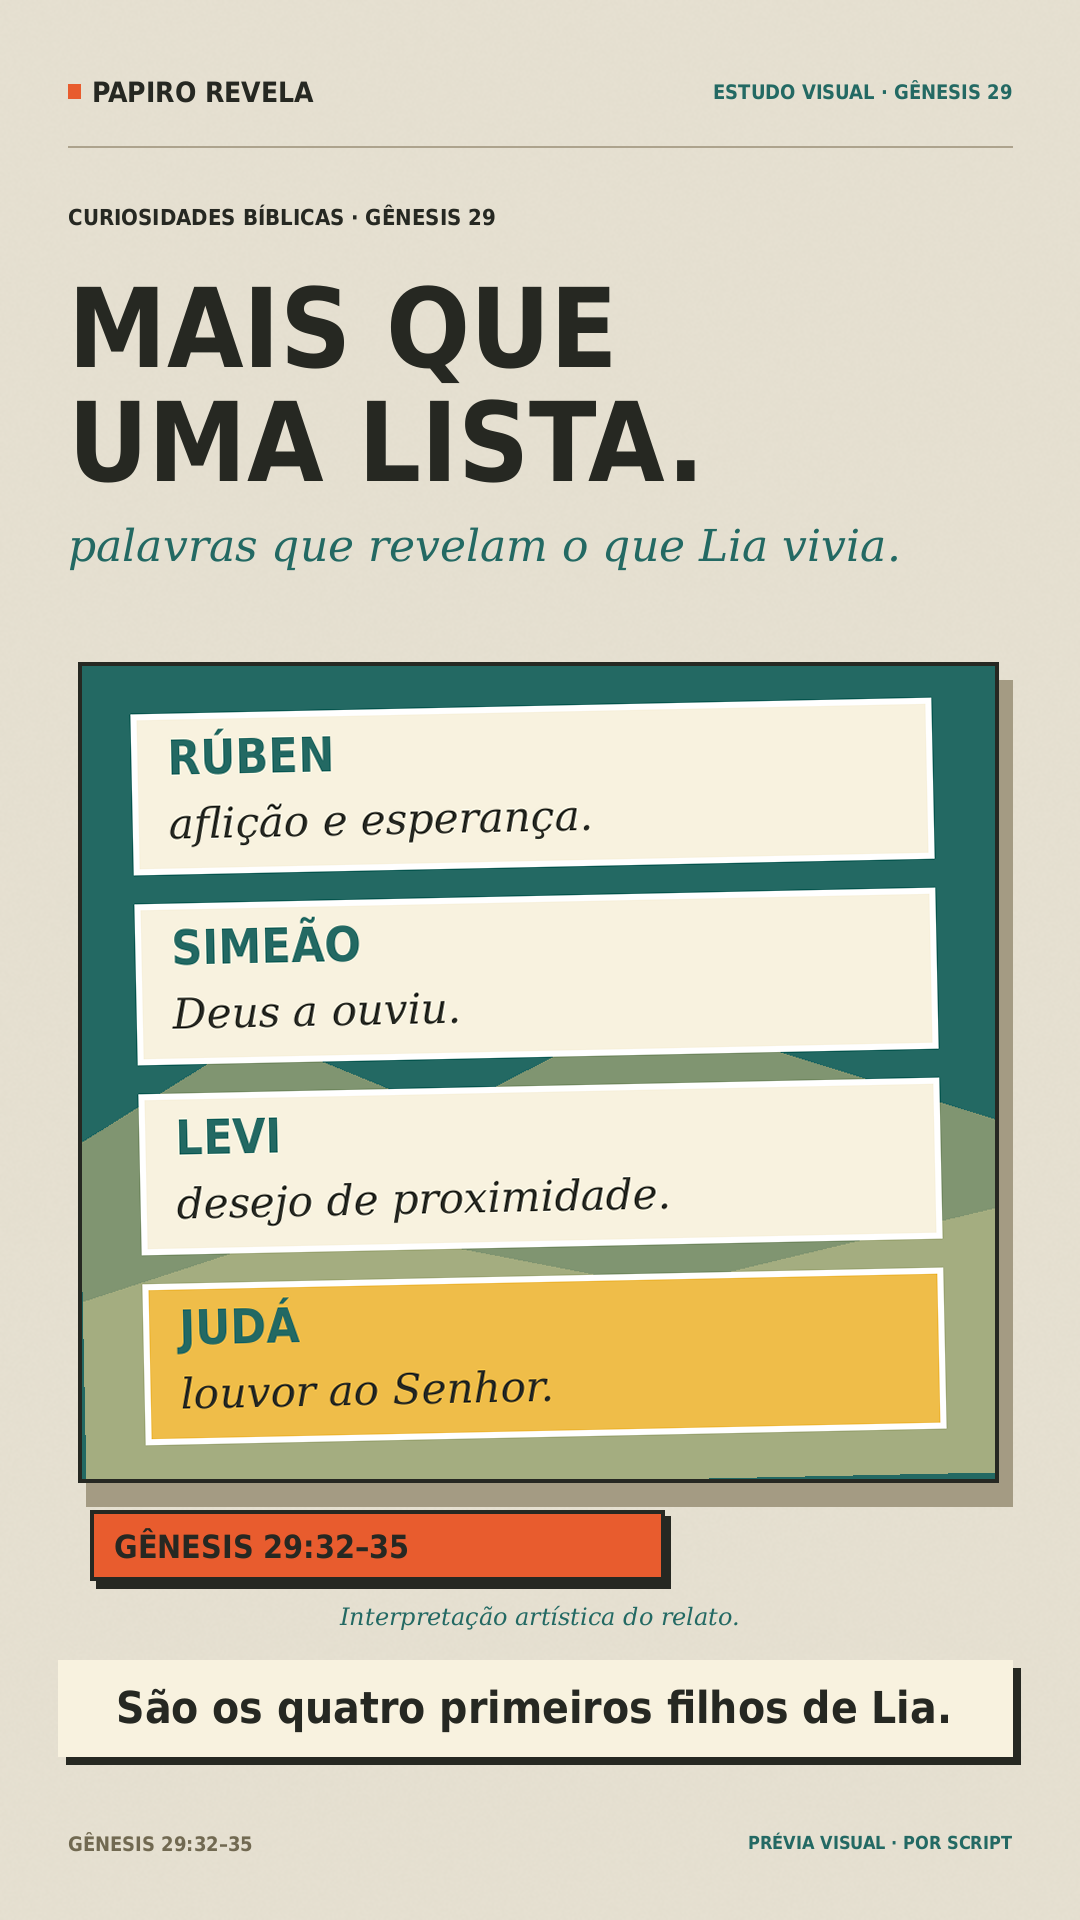 PAPIRO REVELA
ESTUDO VISUAL · GÊNESIS 29
CURIOSIDADES BÍBLICAS · GÊNESIS 29
MAIS QUE
UMA LISTA.
palavras que revelam o que Lia vivia.
RÚBEN
aflição e esperança.
SIMEÃO
Deus a ouviu.
LEVI
desejo de proximidade.
JUDÁ
louvor ao Senhor.
GÊNESIS 29:32–35
Interpretação artística do relato.
São os quatro primeiros filhos de Lia.
GÊNESIS 29:32–35
PRÉVIA VISUAL · POR SCRIPT